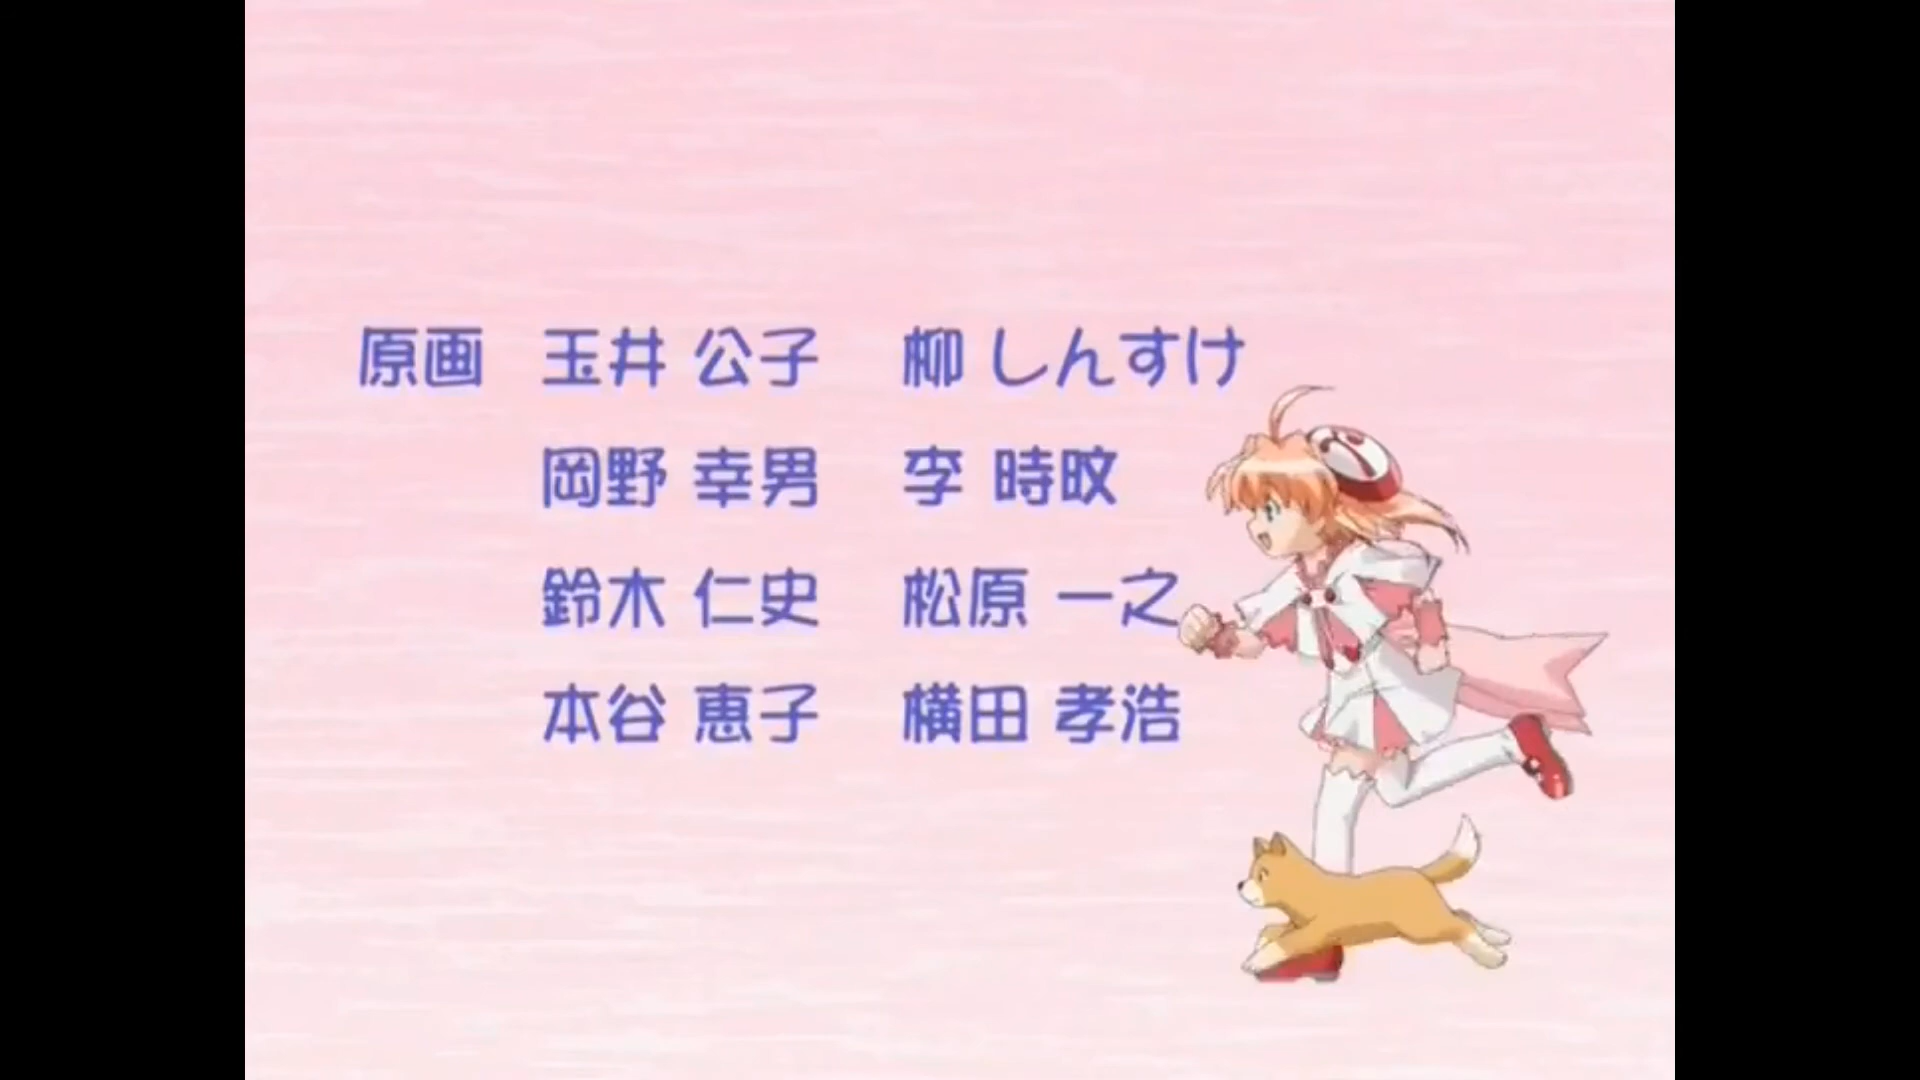 原画 玉井 公子 柳 しんすけ
岡野 幸男 李 時旼
鈴木 仁史 松原 一之
本谷 恵子 横田 孝浩